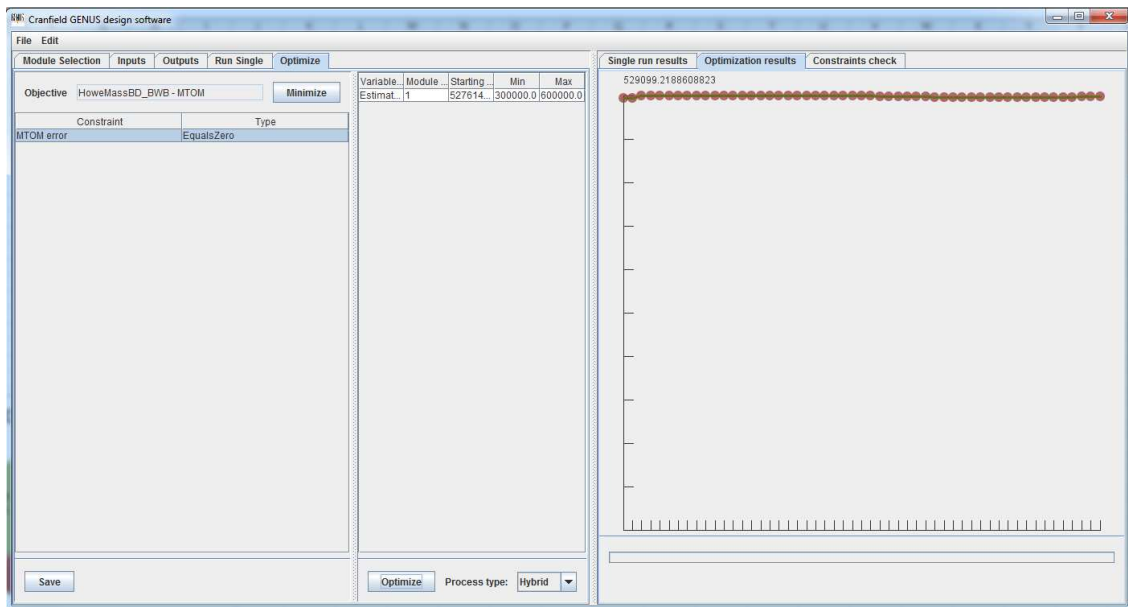 Cranfield GENUS design software
File Edit
Module Selection Inputs Outputs Run Single Optimize
Objective HoweMassBD_BWB - MTOM Minimize
Constraint Type
MTOM error EqualsZero
Variable... Module ... Starting ... Min Max
Estimat... 1 527614... 300000.0 600000.0
Save
Optimize Process type: Hybrid
Single run results Optimization results Constraints check
529099.2188608823